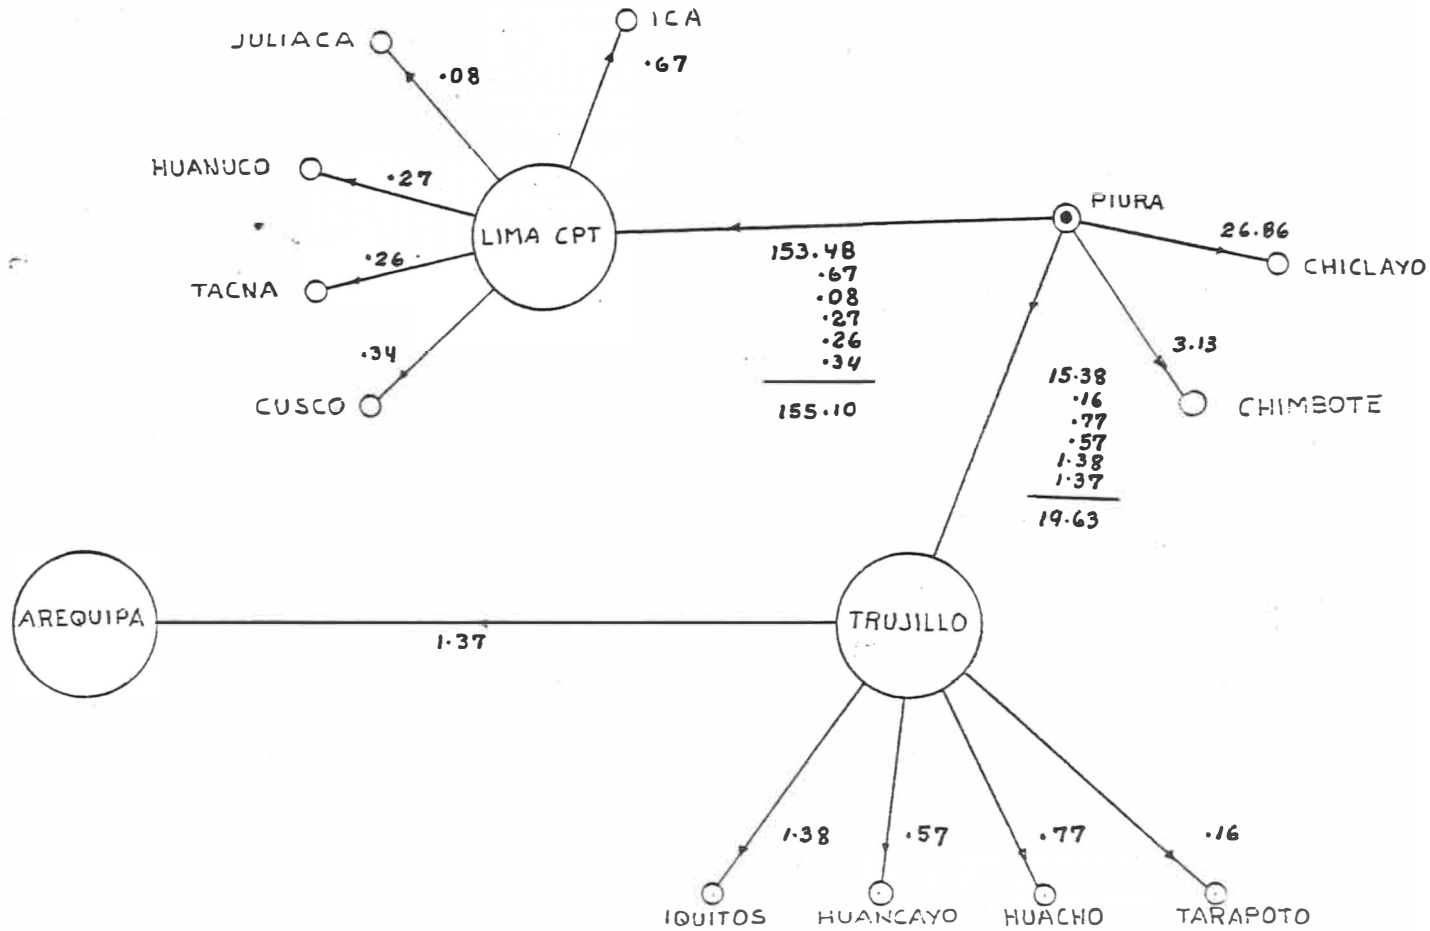 ICA
JULIACA
.67
.08
HUANUCO
.27
PIURA
LIMA CPT
26.86
CHICLAYO
153.48
.67
.08
.27
.26
.34
155.10
.26
TACNA
.34
CUSCO
3.13
CHIMBOTE
15.38
.16
.77
.57
1.38
1.37
19.63
AREQUIPA
TRUJILLO
1.37
1.38
.57
.77
.16
IQUITOS
HUANCAYO
HUACHO
TARAPOTO